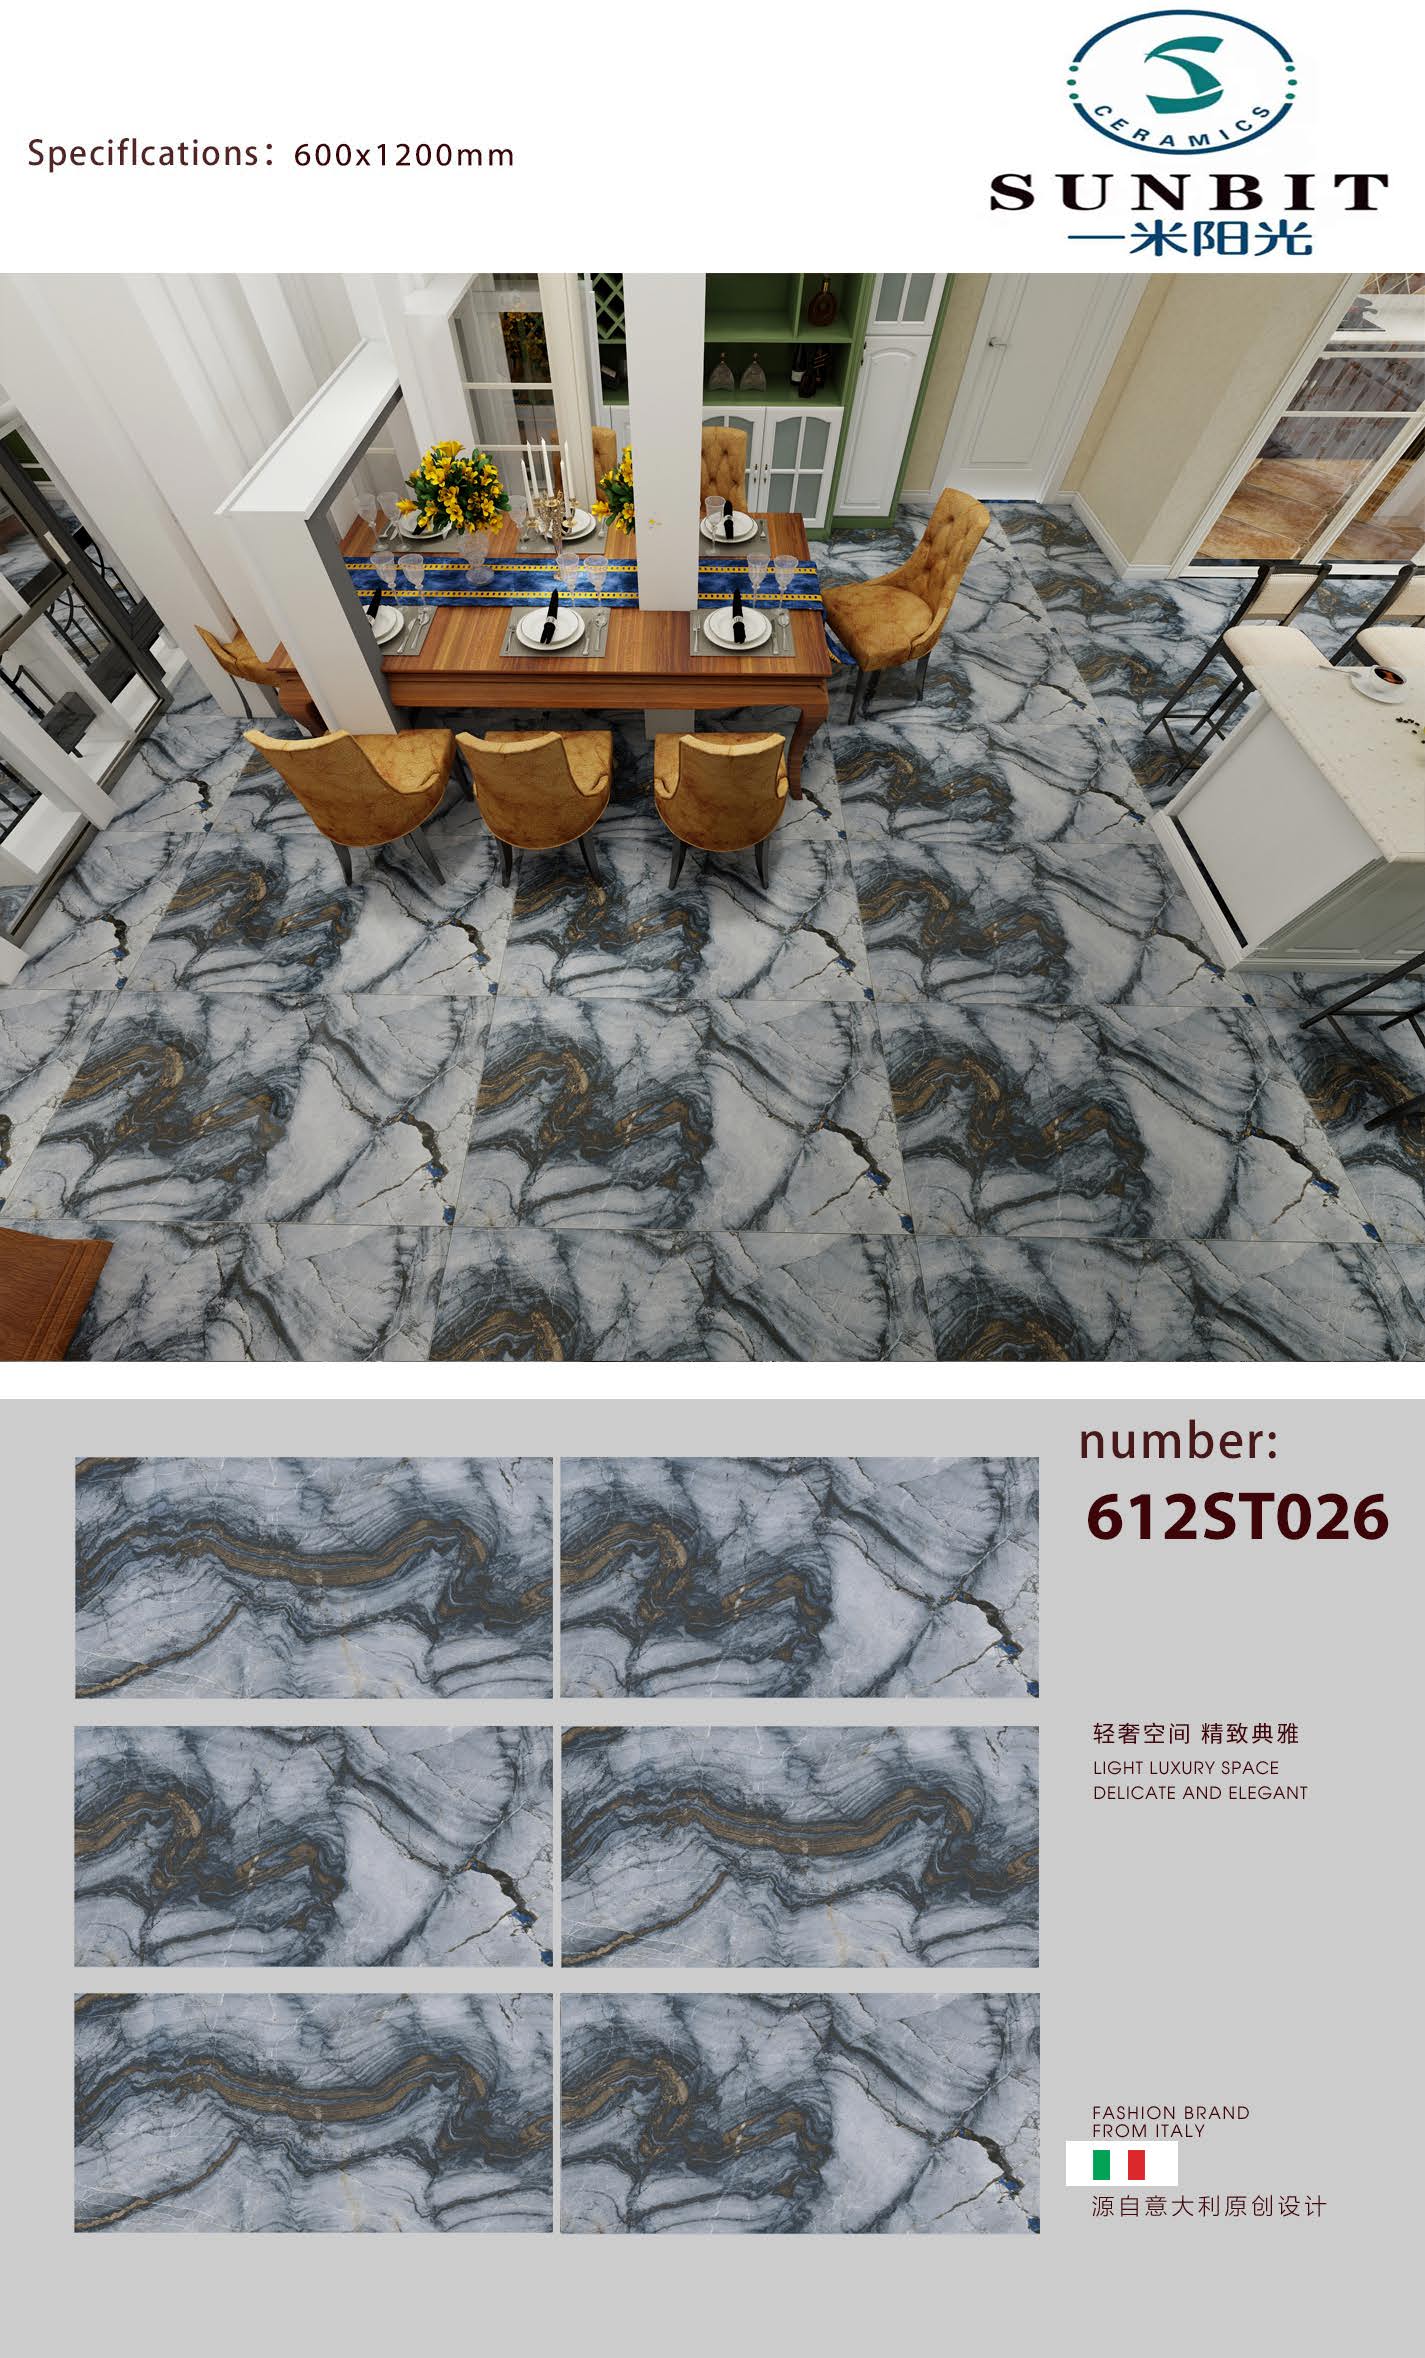 CERAMICS
SUNBIT
一米阳光
Speciflcations: 600x1200mm
number:
612ST026
轻奢空间 精致典雅
LIGHT LUXURY SPACE
DELICATE AND ELEGANT
FASHION BRAND
FROM ITALY
源自意大利原创设计